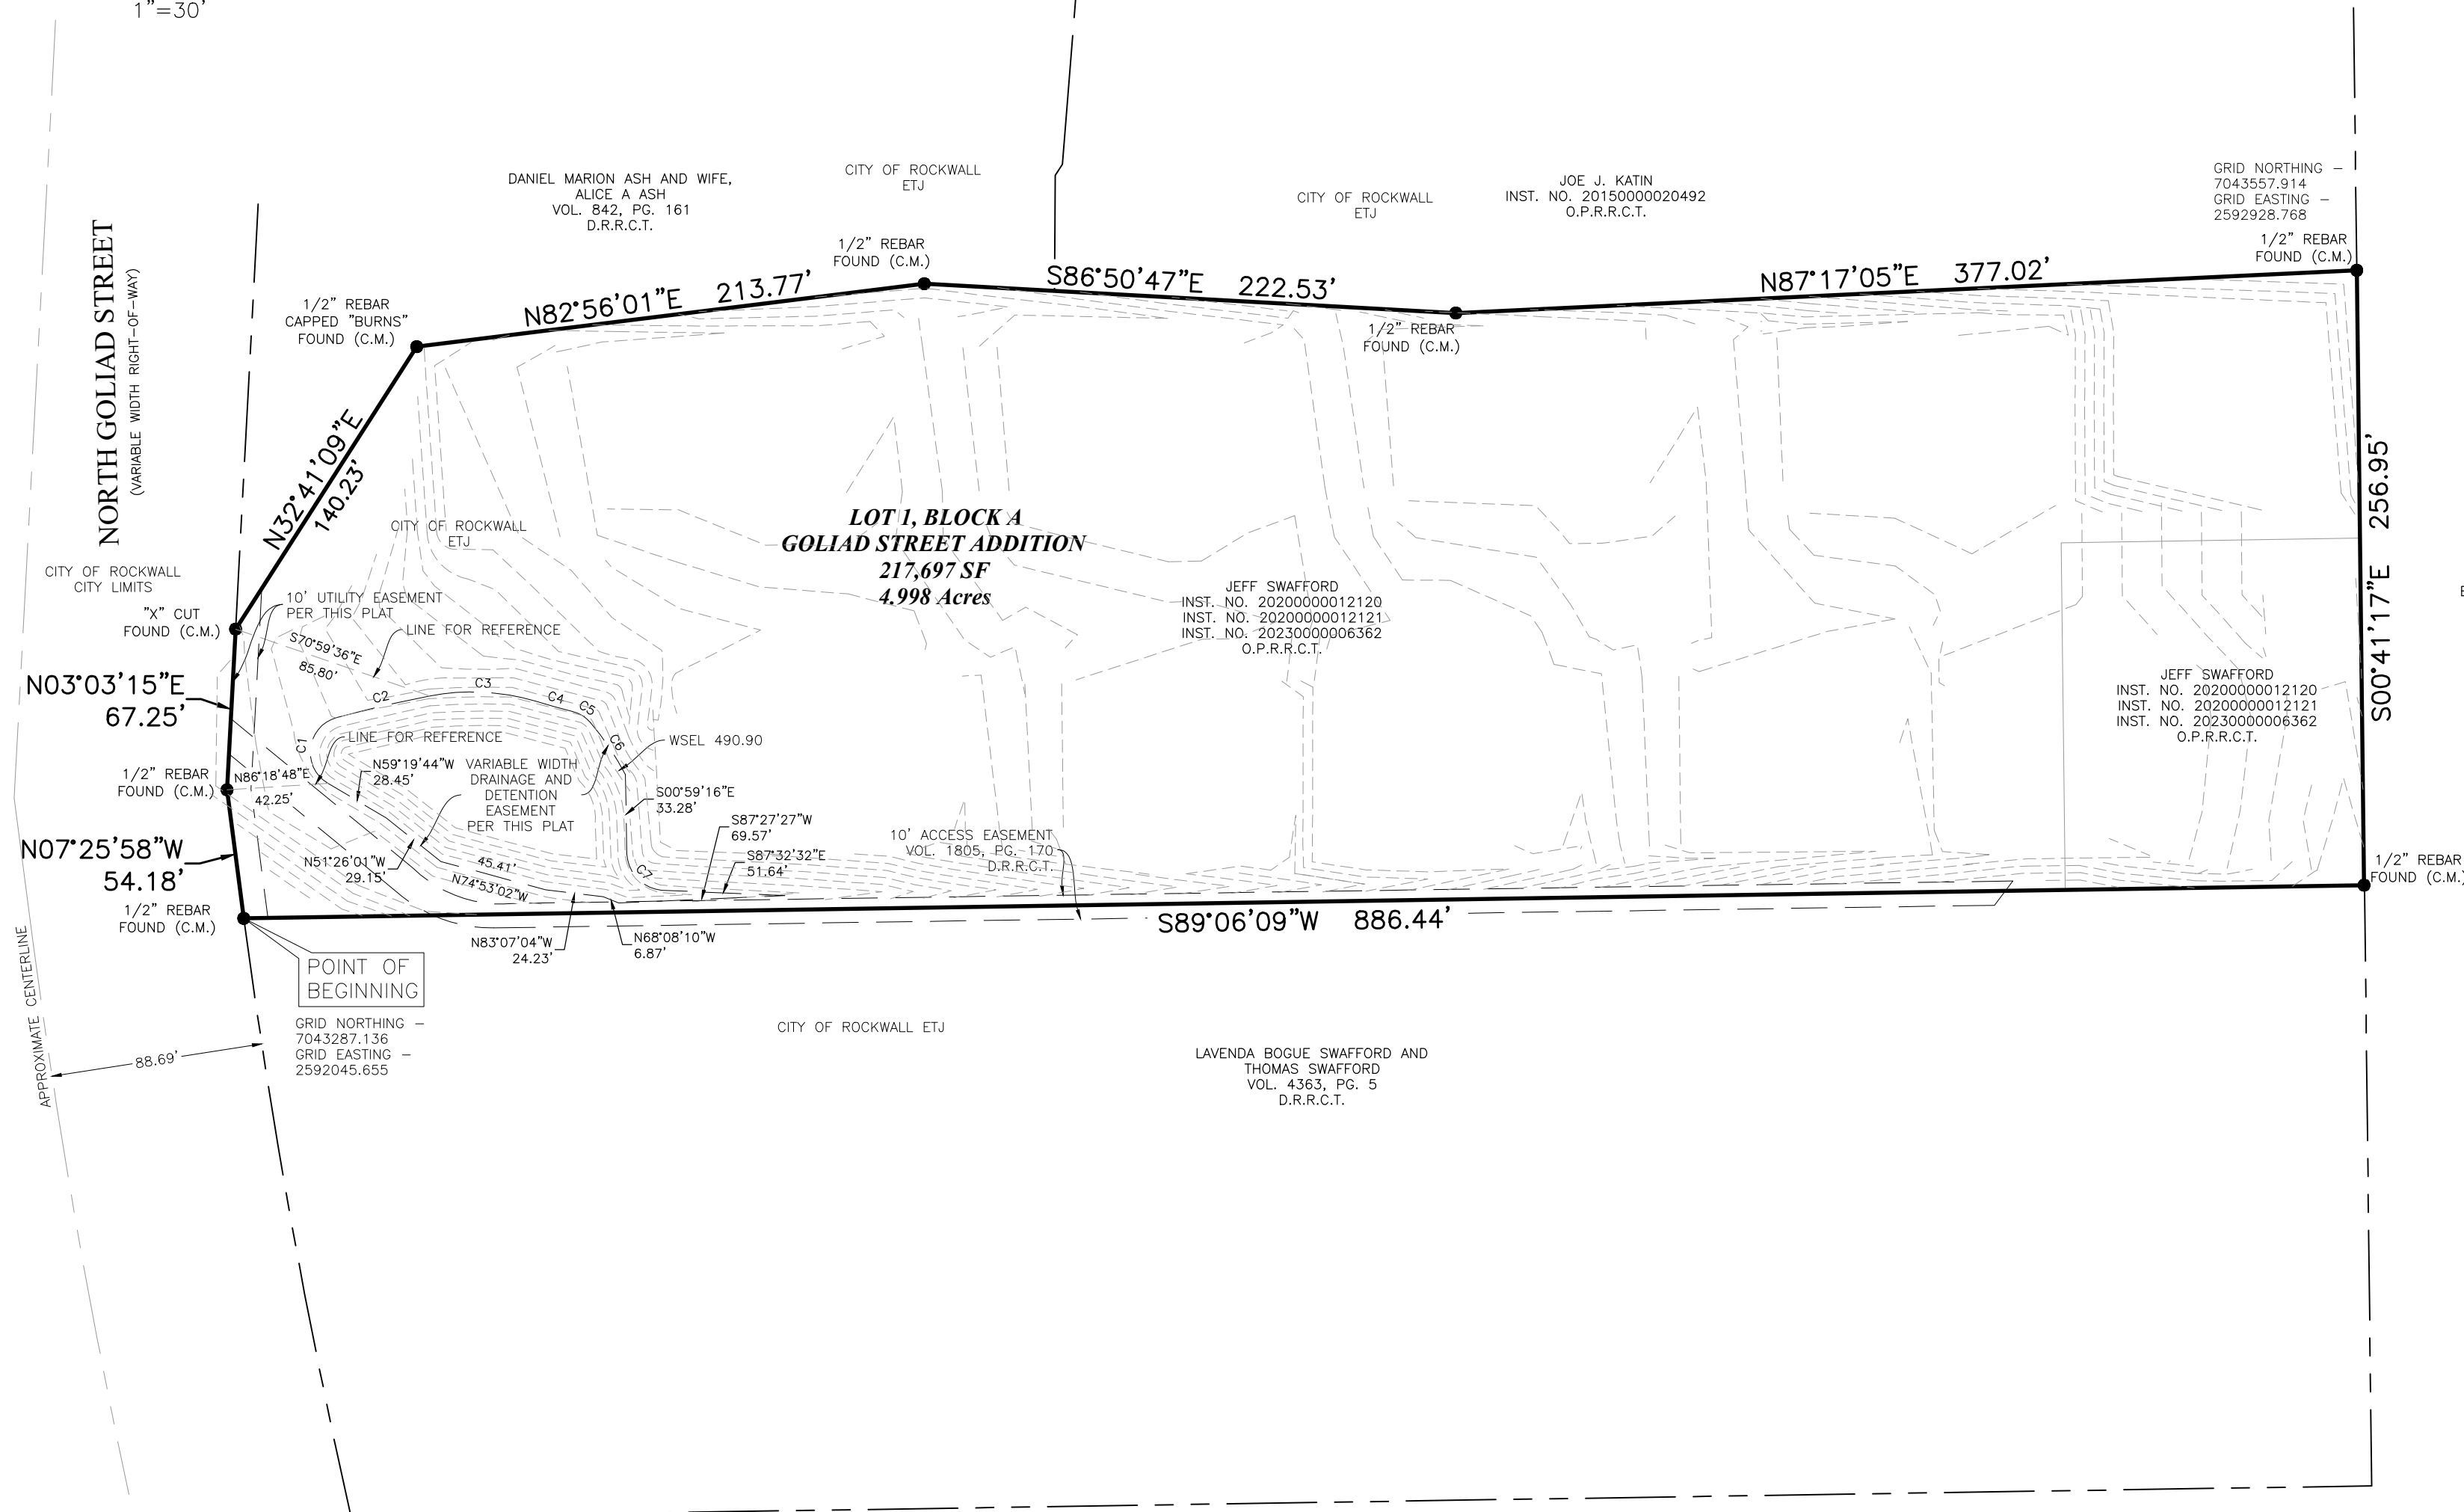 1"=30'
DANIEL MARION ASH AND WIFE,
ALICE A ASH
VOL. 842, PG. 161
D.R.R.C.T.
CITY OF ROCKWALL
ETJ
CITY OF ROCKWALL
ETJ
JOE J. KATIN
INST. NO. 20150000020492
O.P.R.R.C.T.
GRID NORTHING -
7043557.914
GRID EASTING -
2592928.768
1/2" REBAR
FOUND (C.M.)
1/2" REBAR
FOUND (C.M.)
1/2" REBAR
CAPPED "BURNS"
FOUND (C.M.)
N82°56'01"E 213.77'
S86°50'47"E 222.53'
N87°17'05"E 377.02'
1/2" REBAR
FOUND (C.M.)
NORTH GOLIAD STREET
(VARIABLE WIDTH RIGHT-OF-WAY)
N32°41'09"E
140.23'
CITY OF ROCKWALL
ETJ
LOT 1, BLOCK A
GOLIAD STREET ADDITION
217,697 SF
4.998 Acres
S00°41'17"E 256.95'
CITY OF ROCKWALL
CITY LIMITS
"X" CUT
FOUND (C.M.)
10' UTILITY EASEMENT
PER THIS PLAT
LINE FOR REFERENCE
S70°59'36"E
85.80'
JEFF SWAFFORD
INST. NO. 20200000012120
INST. NO. 20200000012121
INST. NO. 20230000006362
O.P.R.R.C.T.
JEFF SWAFFORD
INST. NO. 20200000012120
INST. NO. 20200000012121
INST. NO. 20230000006362
O.P.R.R.C.T.
N03°03'15"E
67.25'
C1
C2
C3
C4
C5
C6
C7
LINE FOR REFERENCE
WSEL 490.90
1/2" REBAR
FOUND (C.M.)
N86°18'48"E
42.25'
N59°19'44"W
28.45'
VARIABLE WIDTH
DRAINAGE AND
DETENTION
EASEMENT
PER THIS PLAT
S00°59'16"E
33.28'
S87°27'27"W
69.57'
S87°32'32"E
51.64'
10' ACCESS EASEMENT
VOL. 1805, PG. 170
D.R.R.C.T.
N07°25'58"W
54.18'
N51°26'01"W
29.15'
45.41'
N74°53'02"W
1/2" REBAR
FOUND (C.M.)
1/2" REBAR
FOUND (C.M.)
N83°07'04"W
24.23'
N68°08'10"W
6.87'
S89°06'09"W 886.44'
POINT OF
BEGINNING
GRID NORTHING -
7043287.136
GRID EASTING -
2592045.655
APPROXIMATE CENTERLINE
88.69'
CITY OF ROCKWALL ETJ
LAVENDA BOGUE SWAFFORD AND
THOMAS SWAFFORD
VOL. 4363, PG. 5
D.R.R.C.T.